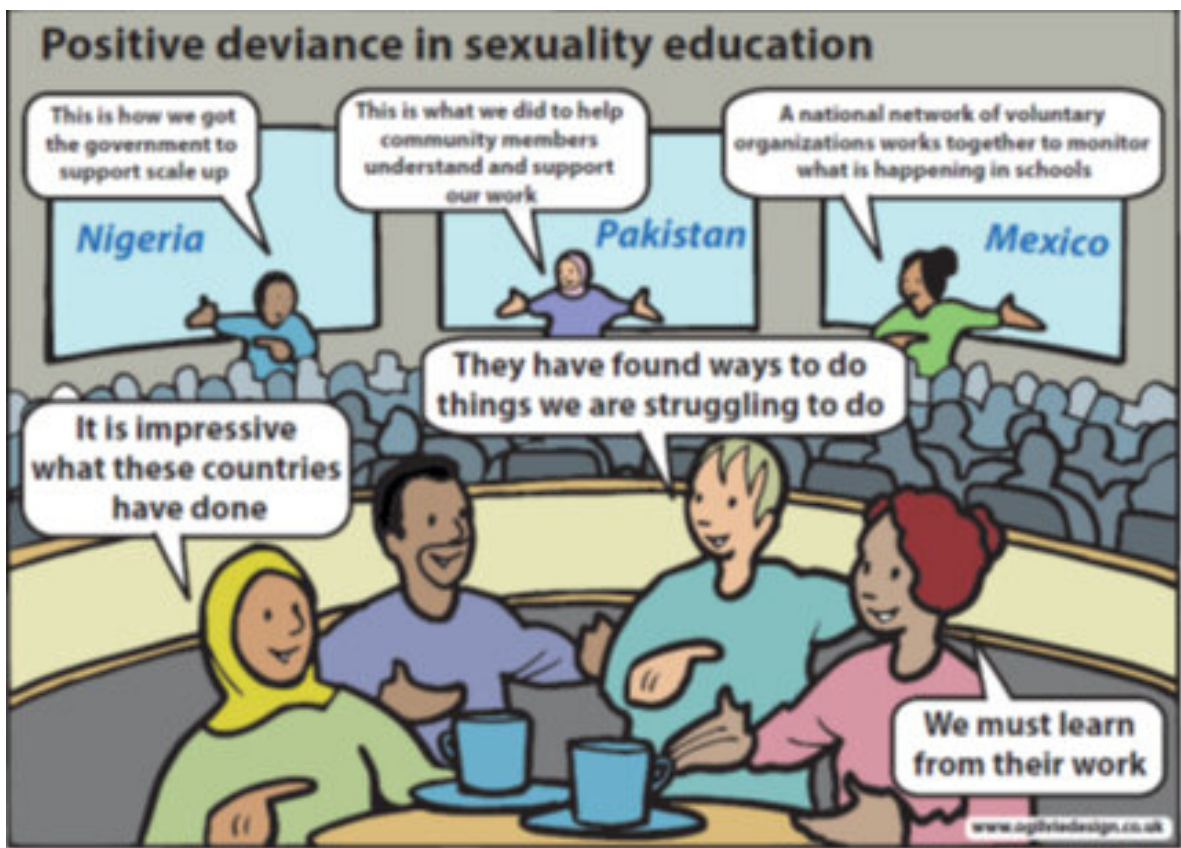 Positive deviance in sexuality education
This is how we got
the government to
support scale up
This is what we did to help
community members
understand and support
our work
A national network of voluntary
organizations works together to monitor
what is happening in schools
Nigeria
Pakistan
Mexico
They have found ways to do
things we are struggling to do
It is impressive
what these countries
have done
We must learn
from their work
www.ogilviedesign.co.uk